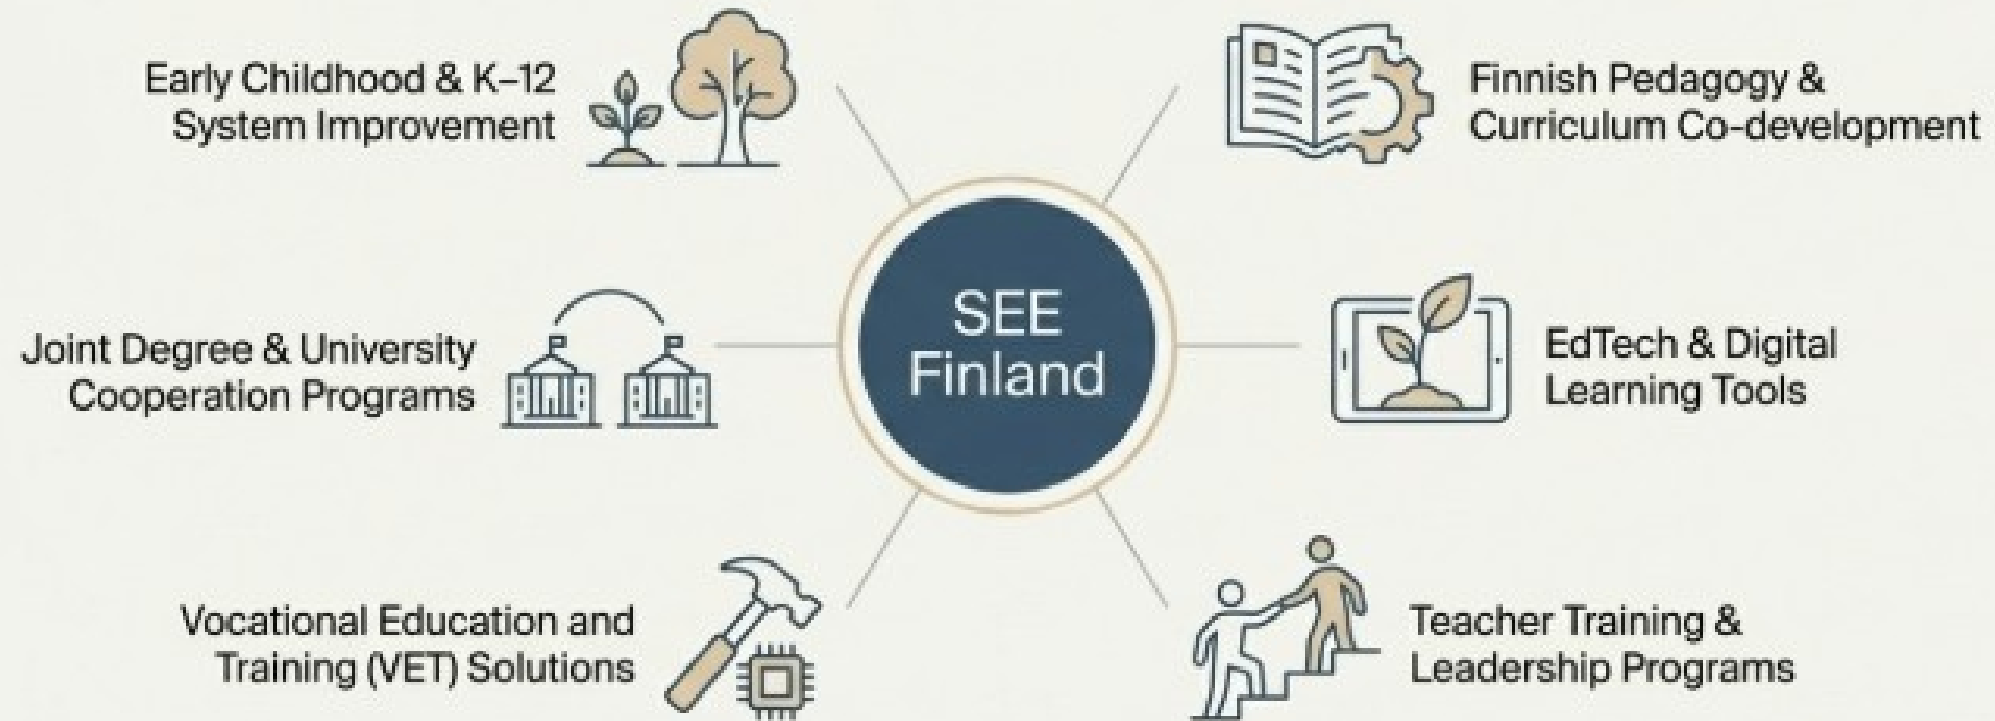 Early Childhood & K–12
System Improvement
Finnish Pedagogy &
Curriculum Co-development
SEE
Finland
Joint Degree & University
Cooperation Programs
EdTech & Digital
Learning Tools
Vocational Education and
Training (VET) Solutions
Teacher Training &
Leadership Programs